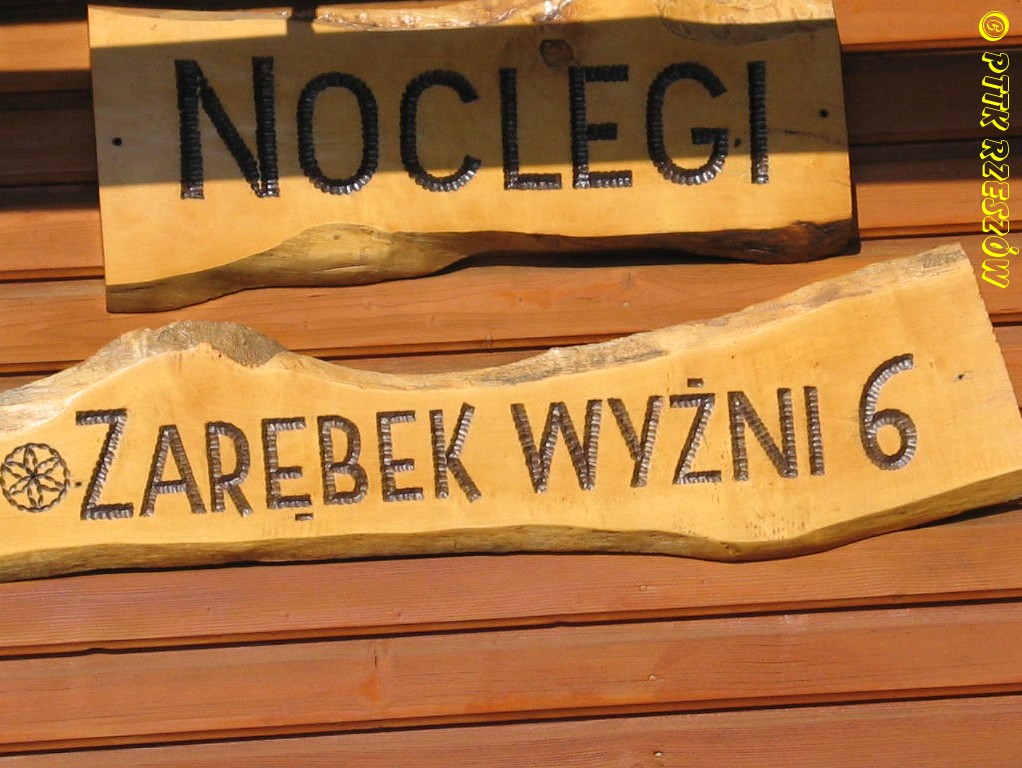 NOCLEGI
ZARĘBEK WYŻNI 6
© PTTK RZESZÓW